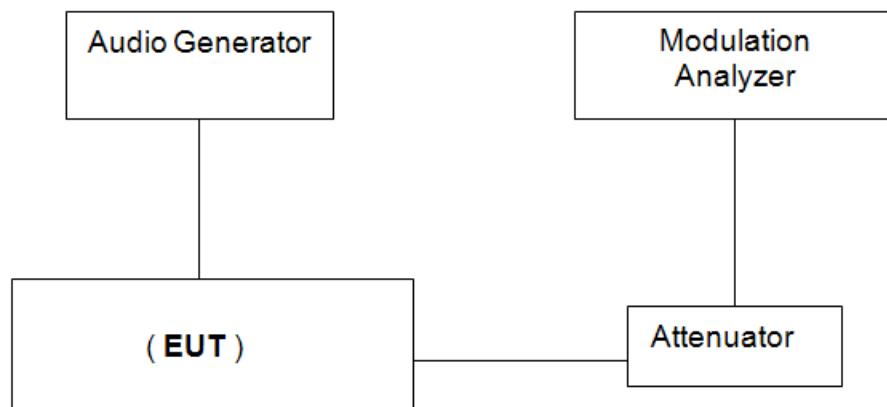 Audio Generator
Modulation
Analyzer
( EUT )
Attenuator